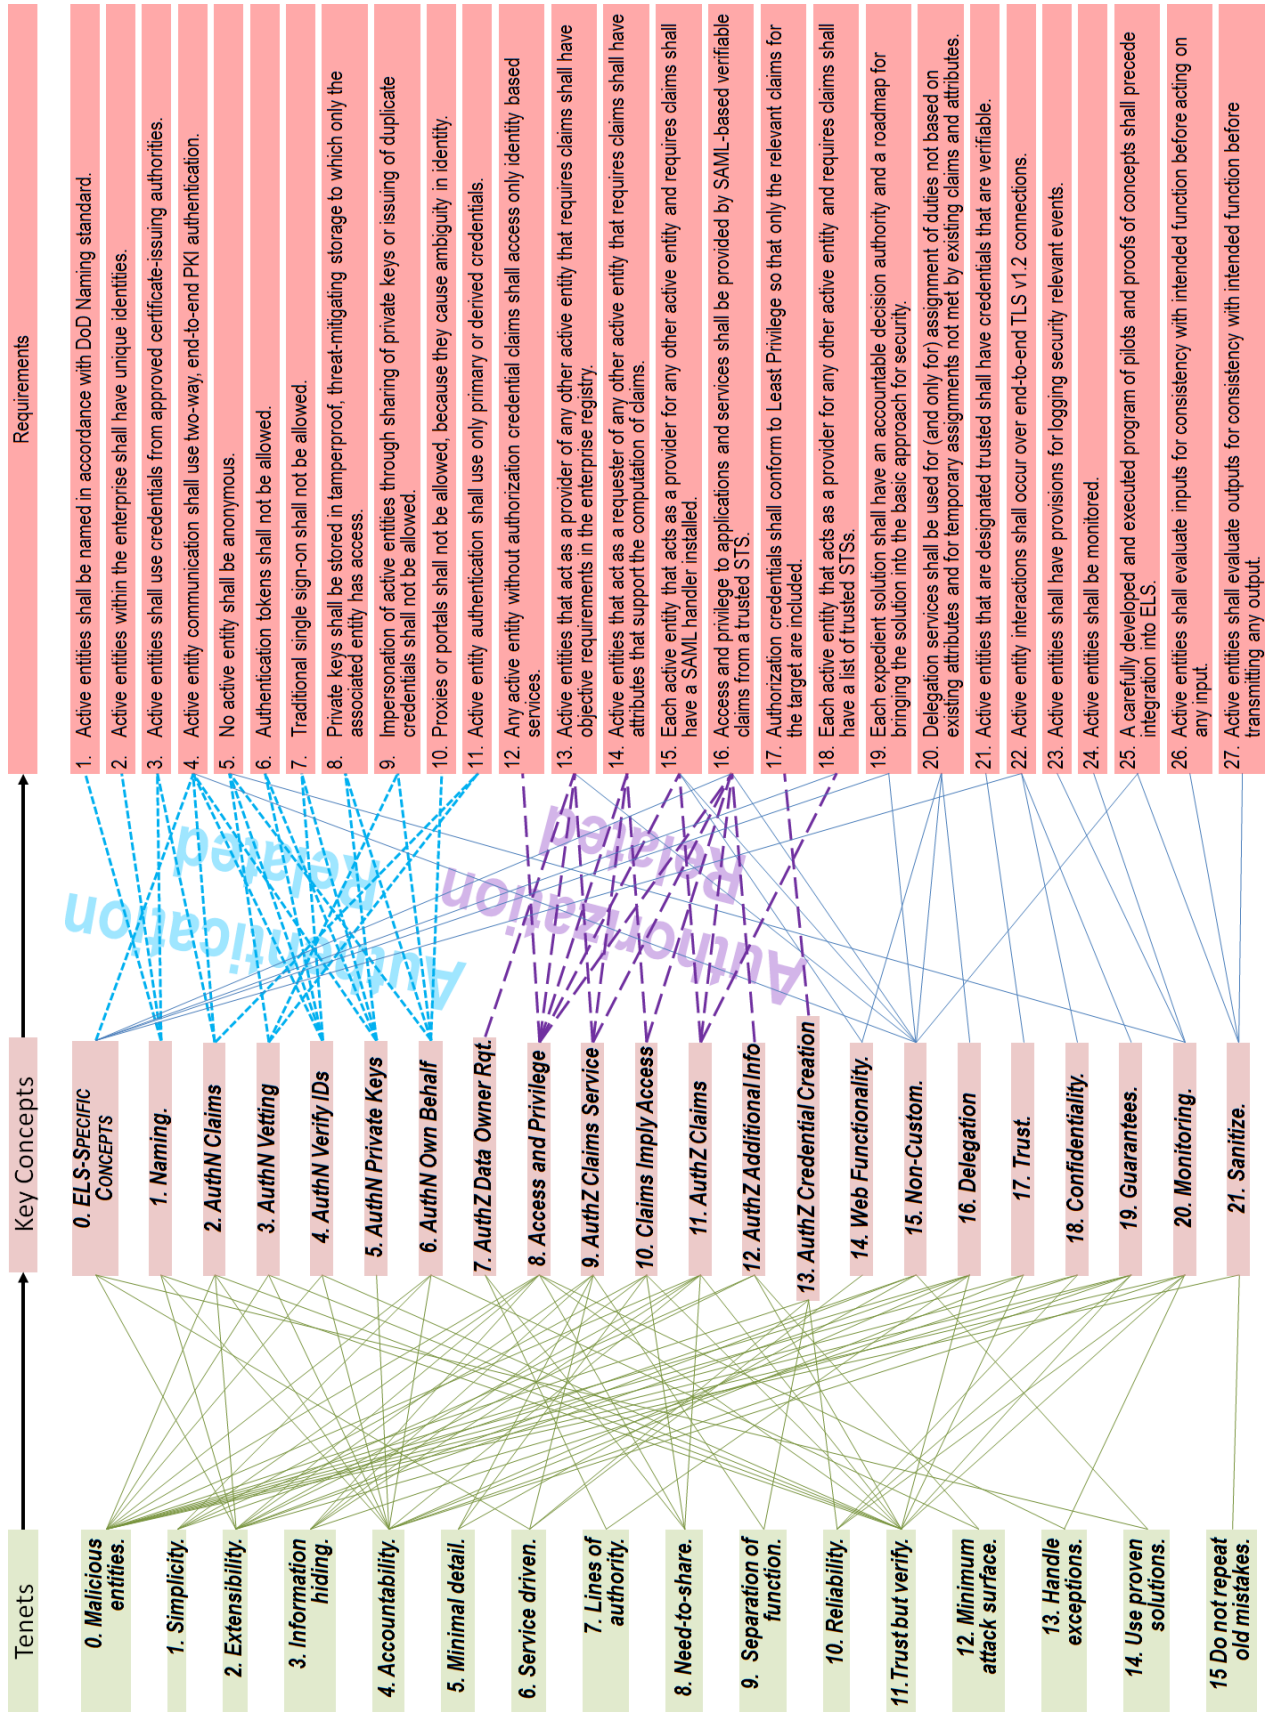 Tenets
Key Concepts
Requirements
0. Malicious
entities.
1. Simplicity.
2. Extensibility.
3. Information
hiding.
4. Accountability.
5. Minimal detail.
6. Service driven.
7. Lines of
authority.
8. Need-to-share.
9. Separation of
function.
10. Reliability.
11.Trust but verify.
12. Minimum
attack surface.
13. Handle
exceptions.
14. Use proven
solutions.
15 Do not repeat
old mistakes.
0. ELS-SPECIFIC
CONCEPTS
1. Naming.
2. AuthN Claims
3. AuthN Vetting
4. AuthN Verify IDs
5. AuthN Private Keys
6. AuthN Own Behalf
7. AuthZ Data Owner Rqt.
8. Access and Privilege
9. AuthZ Claims Service
10. Claims Imply Access
11. AuthZ Claims
12. AuthZ Additional Info
13. AuthZ Credential Creation
14. Web Functionality.
15. Non-Custom.
16. Delegation
17. Trust.
18. Confidentiality.
19. Guarantees.
20. Monitoring.
21. Sanitize.
Authentication
Related
Authorization
Related
1. Active entities shall be named in accordance with DoD Naming standard.
2. Active entities within the enterprise shall have unique identities.
3. Active entities shall use credentials from approved certificate-issuing authorities.
4. Active entity communication shall use two-way, end-to-end PKI authentication.
5. No active entity shall be anonymous.
6. Authentication tokens shall not be allowed.
7. Traditional single sign-on shall not be allowed.
8. Private keys shall be stored in tamperproof, threat-mitigating storage to which only the
associated entity has access.
9. Impersonation of active entities through sharing of private keys or issuing of duplicate
credentials shall not be allowed.
10. Proxies or portals shall not be allowed, because they cause ambiguity in identity.
11. Active entity authentication shall use only primary or derived credentials.
12. Any active entity without authorization credential claims shall access only identity based
services.
13. Active entities that act as a provider of any other active entity that requires claims shall have
objective requirements in the enterprise registry.
14. Active entities that act as a requester of any other active entity that requires claims shall have
attributes that support the computation of claims.
15. Each active entity that acts as a provider for any other active entity and requires claims shall
have a SAML handler installed.
16. Access and privilege to applications and services shall be provided by SAML-based verifiable
claims from a trusted STS.
17. Authorization credentials shall conform to Least Privilege so that only the relevant claims for
the target are included.
18. Each active entity that acts as a provider for any other active entity and requires claims shall
have a list of trusted STSs.
19. Each expedient solution shall have an accountable decision authority and a roadmap for
bringing the solution into the basic approach for security.
20. Delegation services shall be used for (and only for) assignment of duties not based on
existing attributes and for temporary assignments not met by existing claims and attributes.
21. Active entities that are designated trusted shall have credentials that are verifiable.
22. Active entity interactions shall occur over end-to-end TLS v1.2 connections.
23. Active entities shall have provisions for logging security relevant events.
24. Active entities shall be monitored.
25. A carefully developed and executed program of pilots and proofs of concepts shall precede
integration into ELS.
26. Active entities shall evaluate inputs for consistency with intended function before acting on
any input.
27. Active entities shall evaluate outputs for consistency with intended function before
transmitting any output.